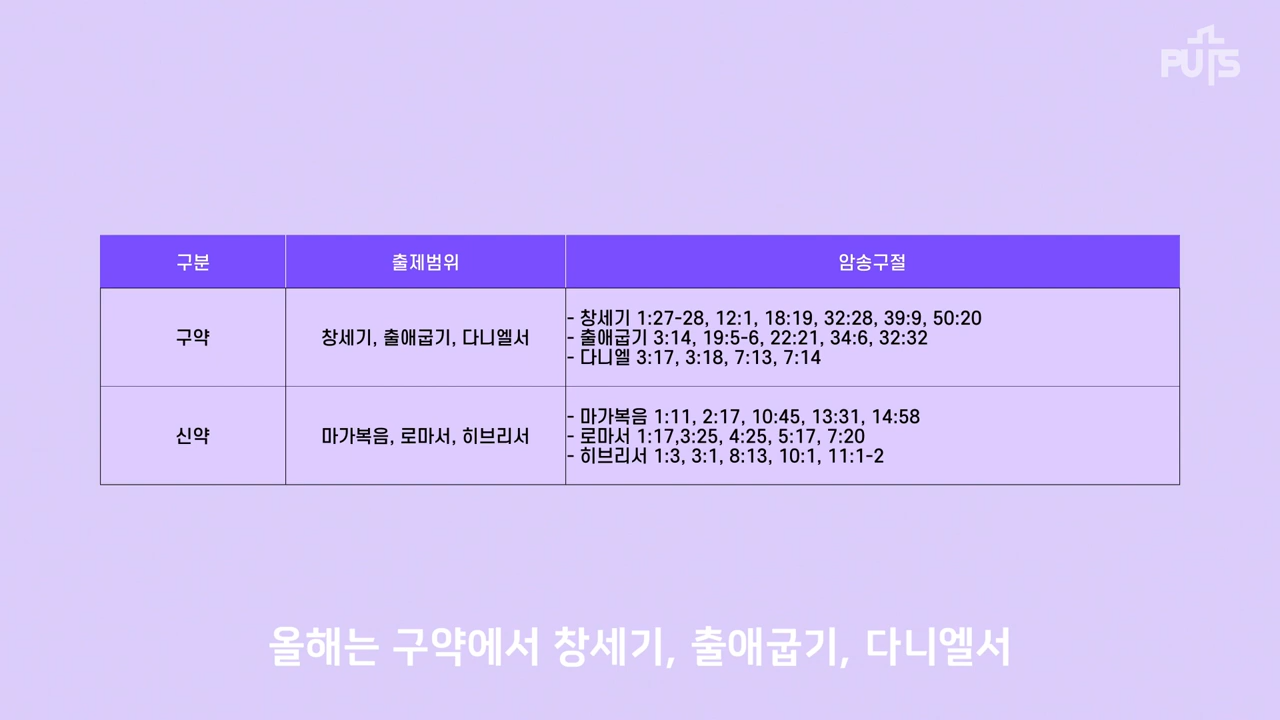 PUTS
구분
출제범위
암송구절
구약
창세기, 출애굽기, 다니엘서
- 창세기 1:27-28, 12:1, 18:19, 32:28, 39:9, 50:20
- 출애굽기 3:14, 19:5-6, 22:21, 34:6, 32:32
- 다니엘 3:17, 3:18, 7:13, 7:14
신약
마가복음, 로마서, 히브리서
- 마가복음 1:11, 2:17, 10:45, 13:31, 14:58
- 로마서 1:17,3:25, 4:25, 5:17, 7:20
- 히브리서 1:3, 3:1, 8:13, 10:1, 11:1-2
올해는 구약에서 창세기, 출애굽기, 다니엘서